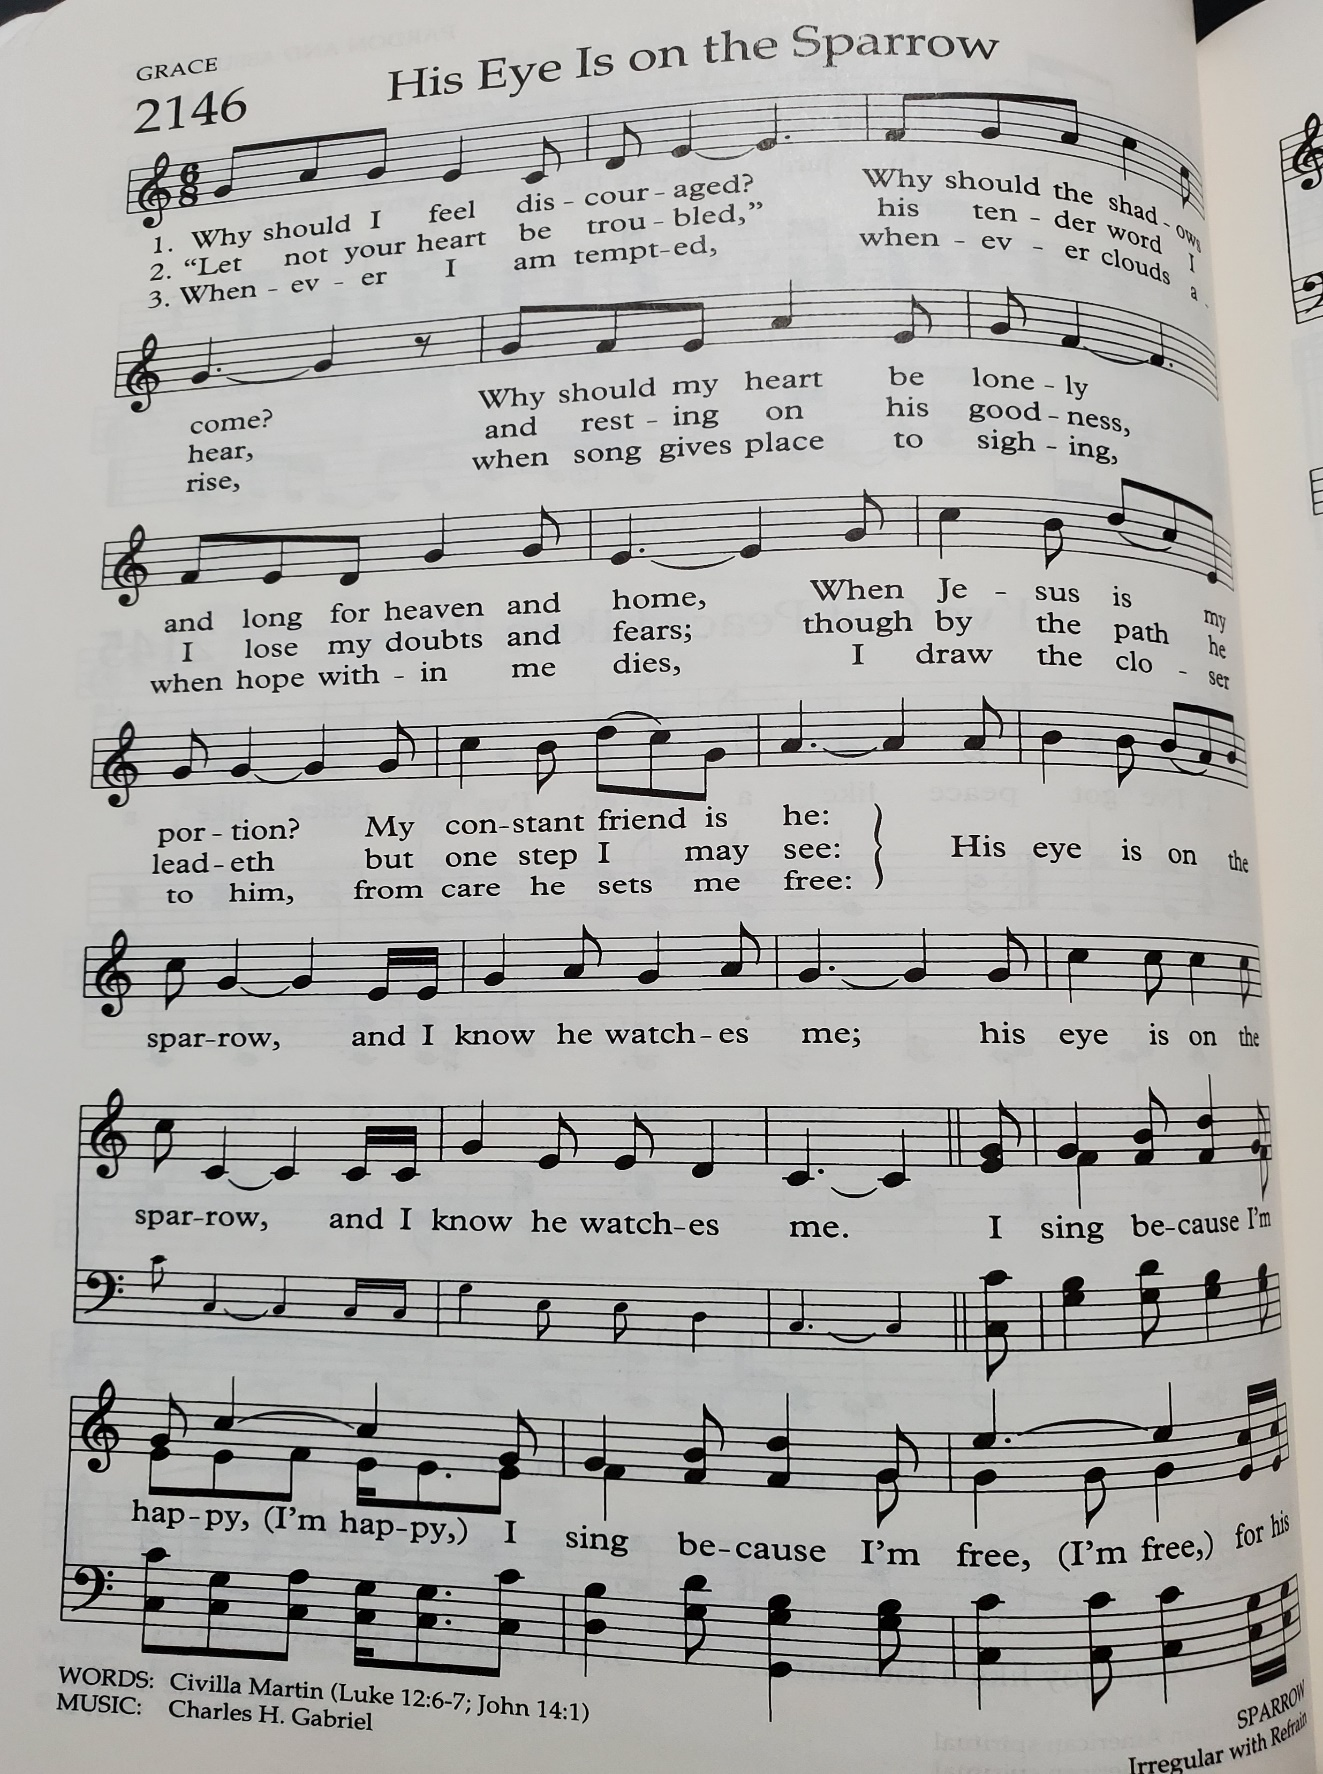 GRACE
2146
His Eye Is on the Sparrow
1. Why should I feel dis - cour - aged? Why should the shad - ows
2. “Let not your heart be trou - bled,” his ten - der word I
3. When - ev - er I am tempt - ed, when - ev - er clouds a -
come? Why should my heart be lone - ly
hear, and rest - ing on his good - ness,
rise, when song gives place to sigh - ing,
and long for heaven and home, When Je - sus is my
I lose my doubts and fears; though by the path he
when hope with - in me dies, I draw the clo - ser
por - tion? My con - stant friend is he:
lead - eth but one step I may see: His eye is on the
to him, from care he sets me free:
spar - row, and I know he watch - es me; his eye is on the
spar - row, and I know he watch - es me. I sing be - cause I'm
hap - py, (I'm hap - py,) I sing be - cause I'm free, (I'm free,) for his
WORDS: Civilla Martin (Luke 12:6-7; John 14:1)
MUSIC: Charles H. Gabriel
SPARROW
Irregular with Refrain